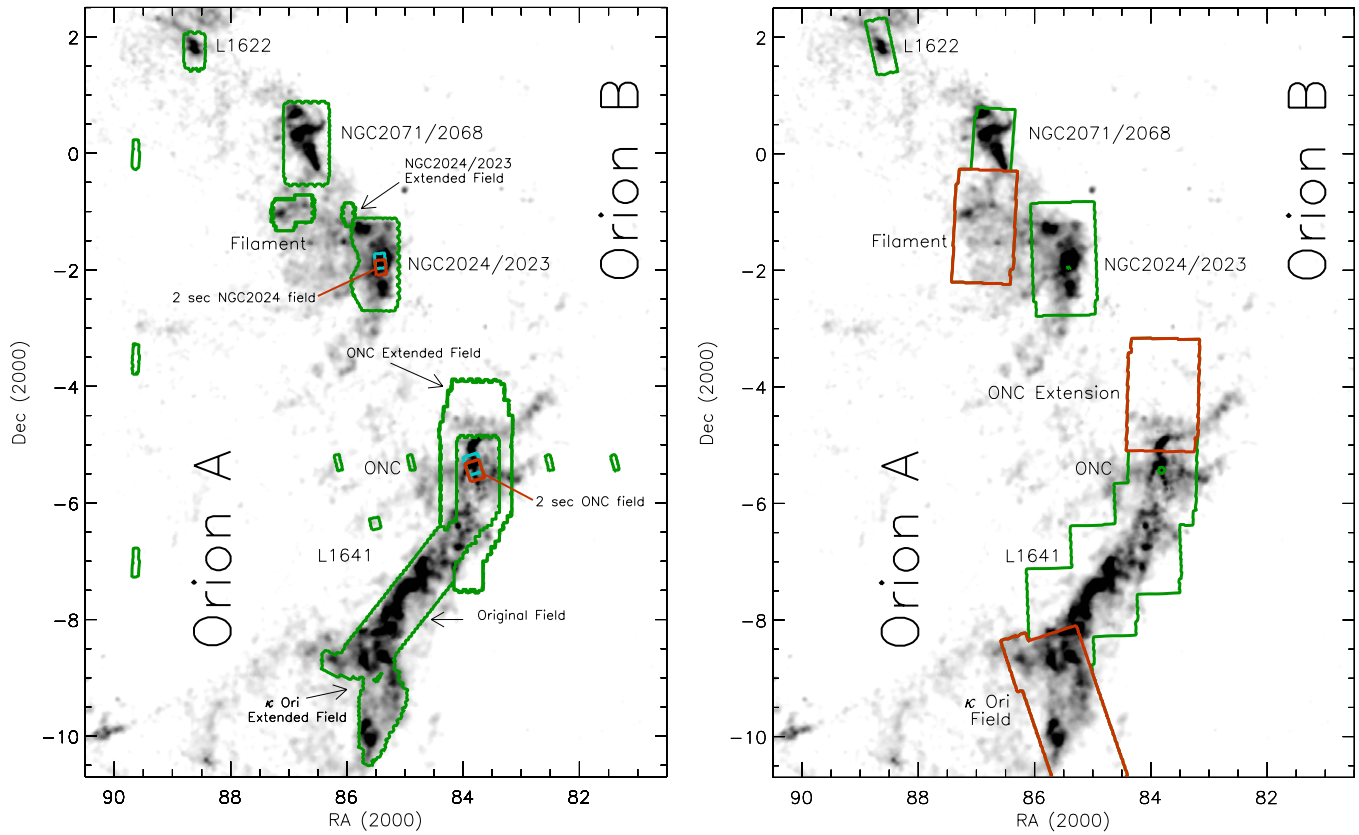 L1622
Orion B
NGC2071/2068
NGC2024/2023
Extended Field
Filament
NGC2024/2023
2 sec NGC2024 field
ONC Extended Field
Orion A
ONC
2 sec ONC field
L1641
Original Field
κ Ori
Extended Field
2
0
−2
−4
−6
−8
−10
Dec (2000)
90
88
86
84
82
RA (2000)
L1622
Orion B
NGC2071/2068
Filament
NGC2024/2023
ONC Extension
Orion A
ONC
L1641
κ Ori
Field
2
0
−2
−4
−6
−8
−10
Dec (2000)
90
88
86
84
82
RA (2000)